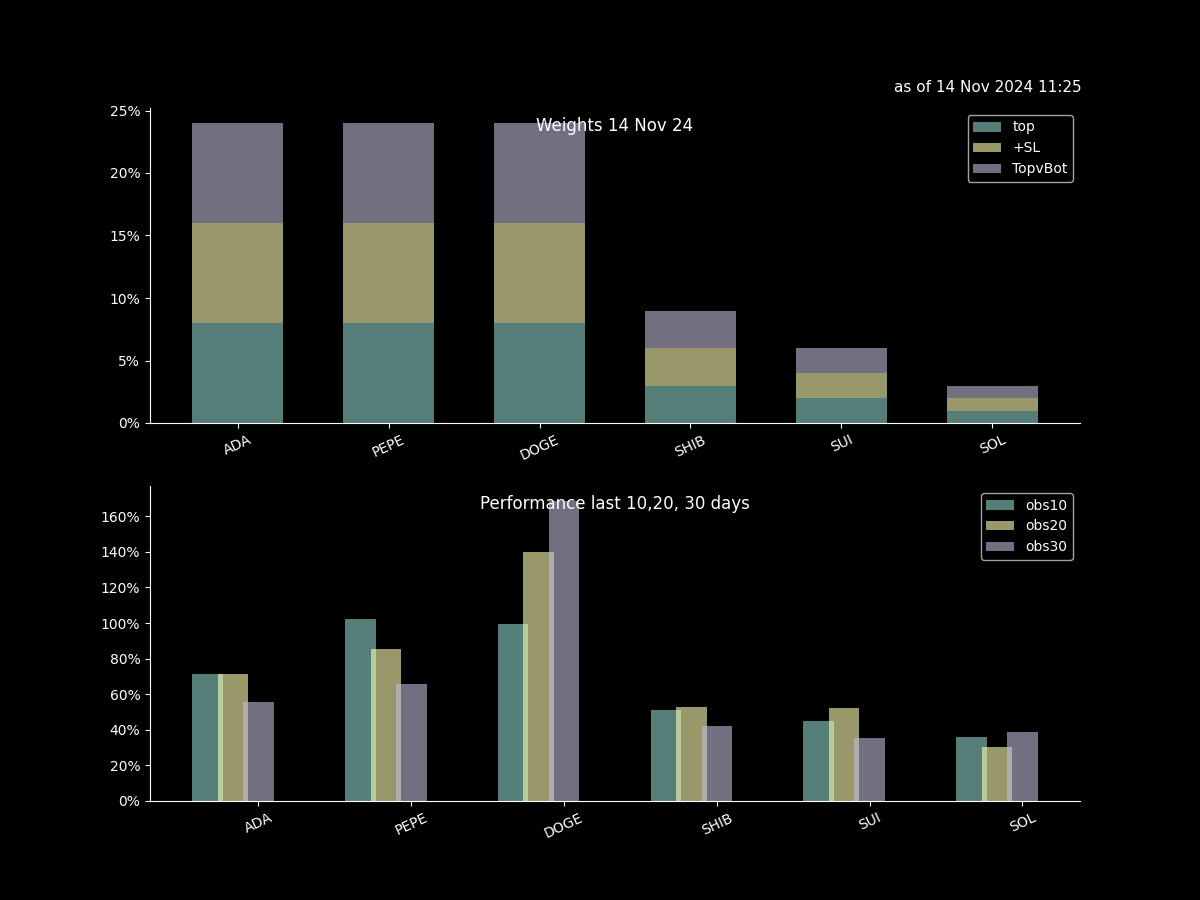 as of 14 Nov 2024 11:25
Weights 14 Nov 24
top
+SL
TopvBot
25%
20%
15%
10%
5%
0%
ADA PEPE DOGE SHIB SUI SOL
Performance last 10,20, 30 days
obs10
obs20
obs30
160%
140%
120%
100%
80%
60%
40%
20%
0%
ADA PEPE DOGE SHIB SUI SOL